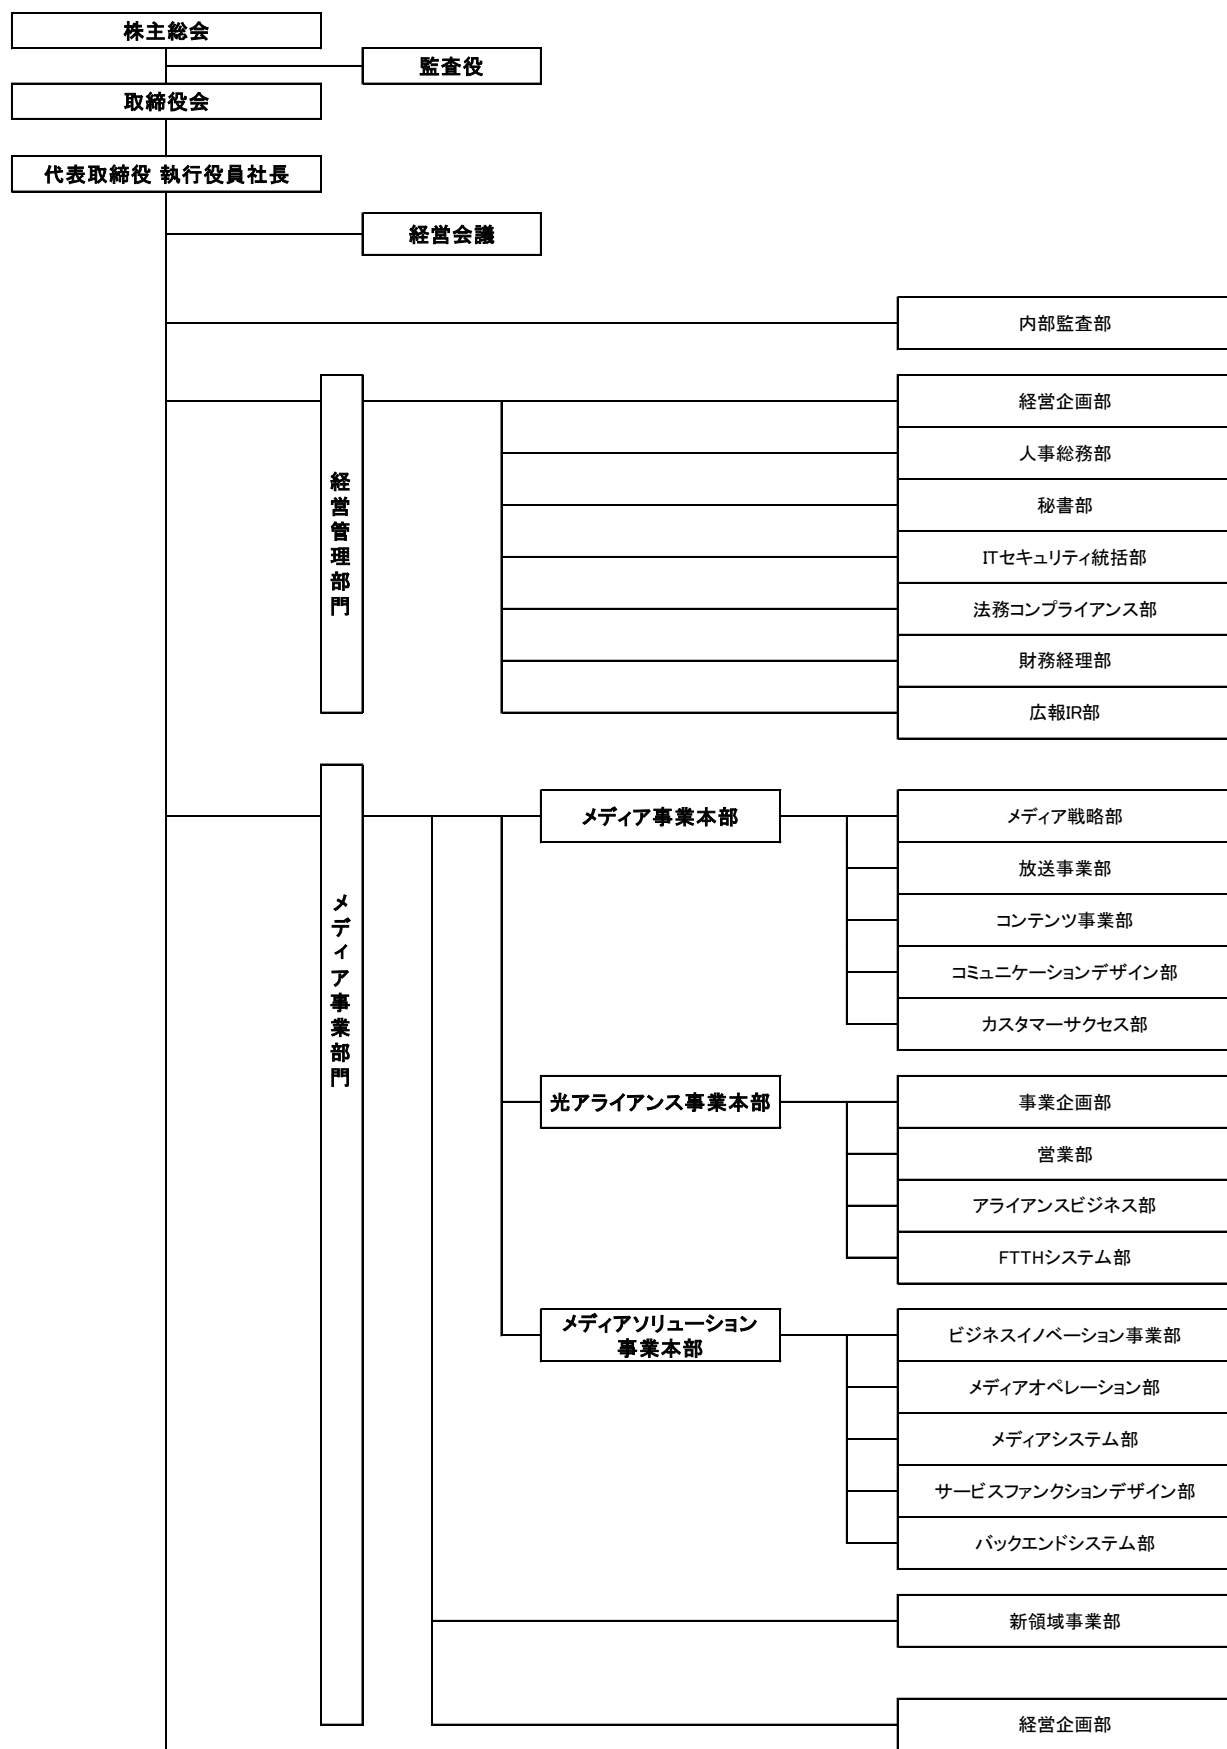 株主総会
監査役
取締役会
代表取締役 執行役員社長
経営会議
内部監査部
経営管理部門
経営企画部
人事総務部
秘書部
ITセキュリティ統括部
法務コンプライアンス部
財務経理部
広報IR部
メディア事業部門
メディア事業本部
メディア戦略部
放送事業部
コンテンツ事業部
コミュニケーションデザイン部
カスタマーサクセス部
光アライアンス事業本部
事業企画部
営業部
アライアンスビジネス部
FTTHシステム部
メディアソリューション
事業本部
ビジネスイノベーション事業部
メディアオペレーション部
メディアシステム部
サービスファンクションデザイン部
バックエンドシステム部
新領域事業部
経営企画部